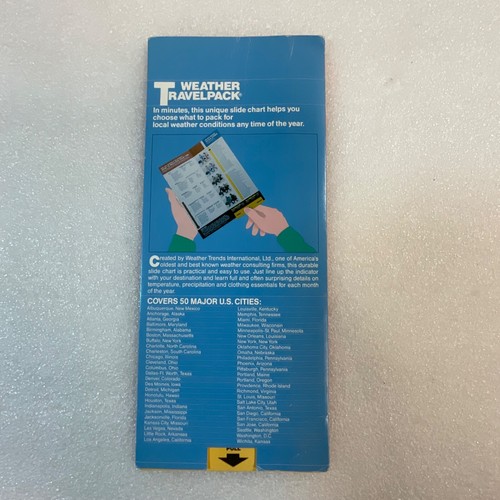 WEATHER
TRAVELPACK®
In minutes, this unique slide chart helps you
choose what to pack for
local weather conditions any time of the year.
Created by Weather Trends International, Ltd., one of America's
oldest and best known weather consulting firms, this durable
slide chart is practical and easy to use. Just line up the indicator
with your destination and learn full and often surprising details on
temperature, precipitation and clothing essentials for each month
of the year.
COVERS 50 MAJOR U.S. CITIES:
Albuquerque, New Mexico
Anchorage, Alaska
Atlanta, Georgia
Baltimore, Maryland
Birmingham, Alabama
Boston, Massachusetts
Buffalo, New York
Charlotte, North Carolina
Charleston, South Carolina
Chicago, Illinois
Cleveland, Ohio
Columbus, Ohio
Dallas-Ft. Worth, Texas
Denver, Colorado
Des Moines, Iowa
Detroit, Michigan
Honolulu, Hawaii
Houston, Texas
Indianapolis, Indiana
Jackson, Mississippi
Jacksonville, Florida
Kansas City, Missouri
Las Vegas, Nevada
Little Rock, Arkansas
Los Angeles, California
Louisville, Kentucky
Memphis, Tennessee
Miami, Florida
Milwaukee, Wisconsin
Minneapolis-St. Paul, Minnesota
New Orleans, Louisiana
New York, New York
Oklahoma City, Oklahoma
Omaha, Nebraska
Philadelphia, Pennsylvania
Phoenix, Arizona
Pittsburgh, Pennsylvania
Portland, Maine
Portland, Oregon
Providence, Rhode Island
Richmond, Virginia
St. Louis, Missouri
Salt Lake City, Utah
San Antonio, Texas
San Diego, California
San Francisco, California
San Jose, California
Seattle, Washington
Washington, D.C.
Wichita, Kansas
PULL